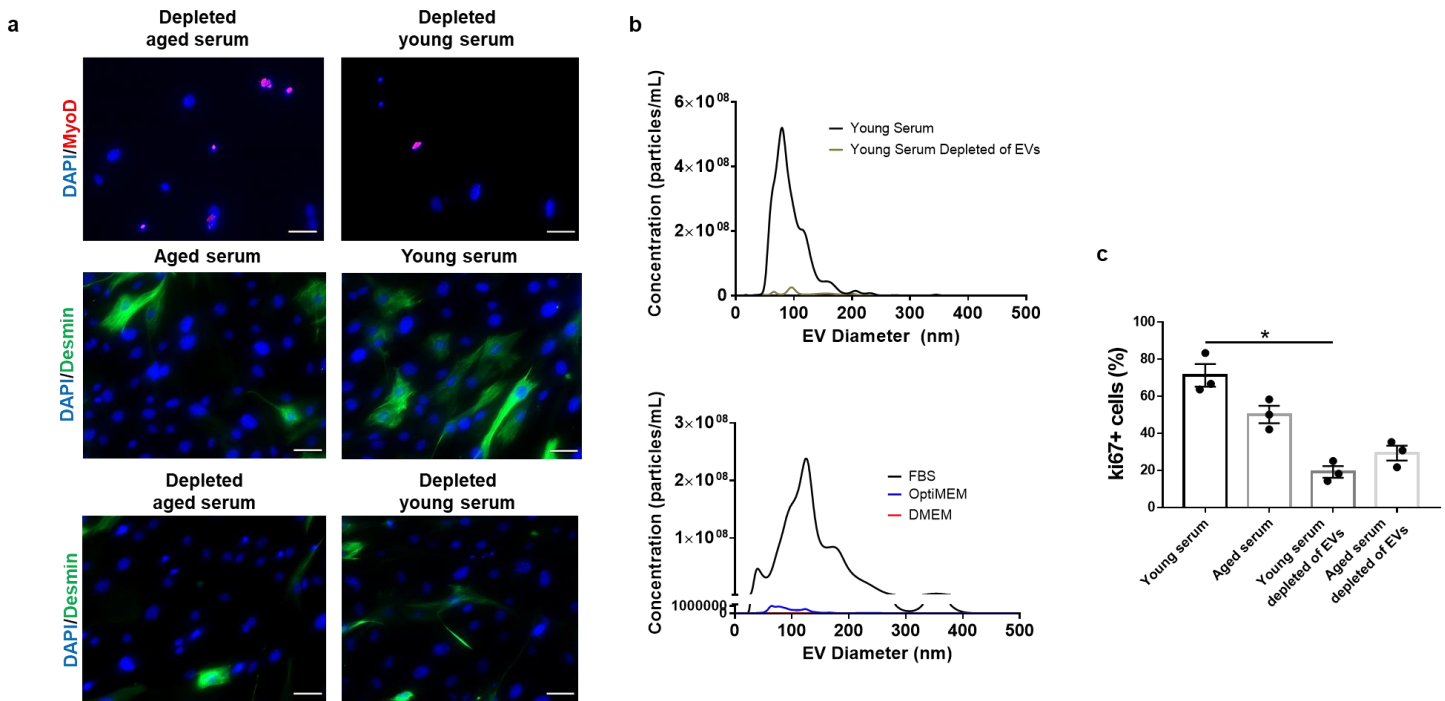 a
Depleted
aged serum
Depleted
young serum
DAPI/MyoD
Aged serum
Young serum
DAPI/Desmin
Depleted
aged serum
Depleted
young serum
DAPI/Desmin
b
Concentration (particles/mL)
6×10⁰⁸
4×10⁰⁸
2×10⁰⁸
0
Young Serum
Young Serum Depleted of EVs
0 100 200 300 400 500
EV Diameter (nm)
Concentration (particles/mL)
3×10⁰⁸
2×10⁰⁸
1×10⁰⁸
1000000
0
FBS
OptiMEM
DMEM
0 100 200 300 400 500
EV Diameter (nm)
c
ki67+ cells (%)
100
80
60
40
20
0
*
Young serum
Aged serum
Young serum
depleted of EVs
Aged serum
depleted of EVs